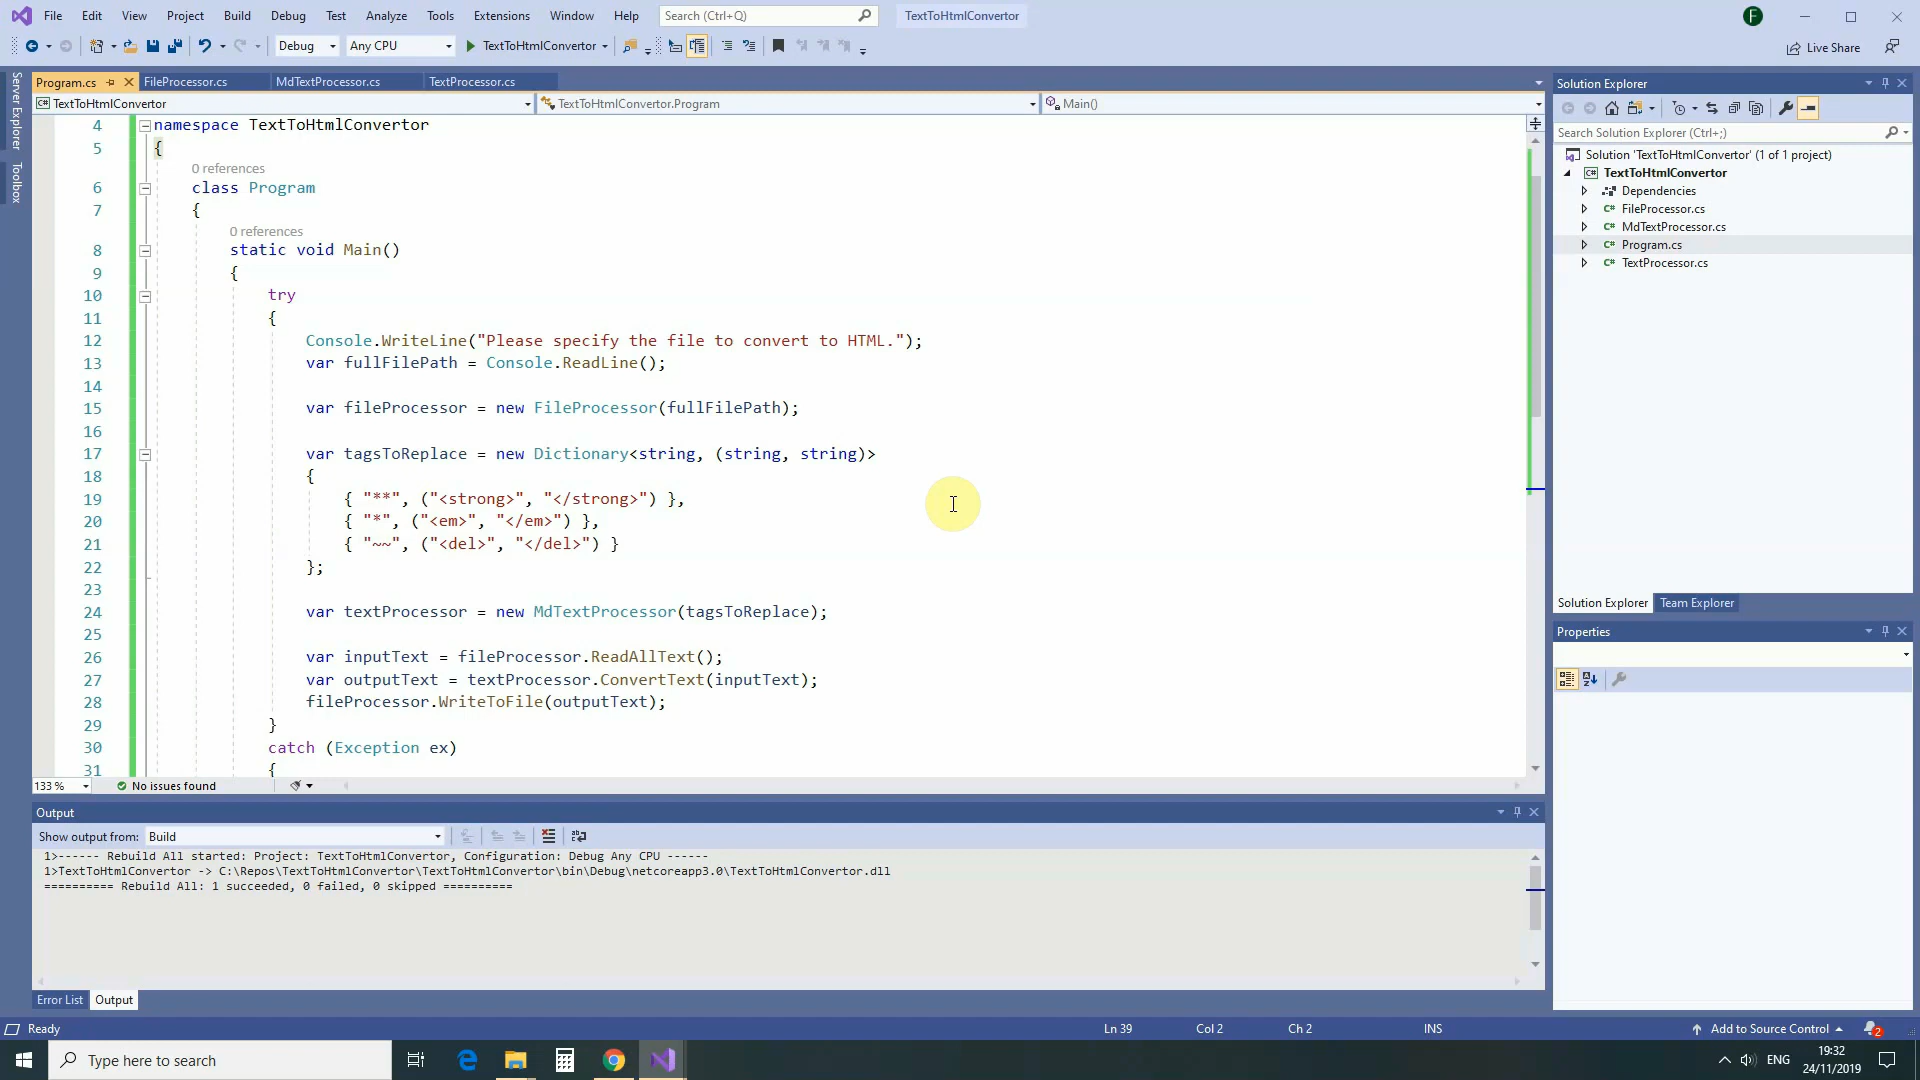 File Edit View Project Build Debug Test Analyze Tools Extensions Window Help Search (Ctrl+Q) TextToHtmlConvertor F
Debug Any CPU TextToHtmlConvertor Live Share
Server Explorer
Toolbox
Program.cs FileProcessor.cs MdTextProcessor.cs TextProcessor.cs
TextToHtmlConvertor TextToHtmlConvertor.Program Main()
4 namespace TextToHtmlConvertor
5 {
0 references
6 class Program
7 {
0 references
8 static void Main()
9 {
10 try
11 {
12 Console.WriteLine("Please specify the file to convert to HTML.");
13 var fullFilePath = Console.ReadLine();
14
15 var fileProcessor = new FileProcessor(fullFilePath);
16
17 var tagsToReplace = new Dictionary<string, (string, string)>
18 {
19 { "**", ("<strong>", "</strong>") },
20 { "*", ("<em>", "</em>") },
21 { "~~", ("<del>", "</del>") }
22 };
23
24 var textProcessor = new MdTextProcessor(tagsToReplace);
25
26 var inputText = fileProcessor.ReadAllText();
27 var outputText = textProcessor.ConvertText(inputText);
28 fileProcessor.WriteToFile(outputText);
29 }
30 catch (Exception ex)
31 {
133 % No issues found
Output
Show output from: Build
1>------ Rebuild All started: Project: TextToHtmlConvertor, Configuration: Debug Any CPU ------
1>TextToHtmlConvertor -> C:\Repos\TextToHtmlConvertor\TextToHtmlConvertor\bin\Debug\netcoreapp3.0\TextToHtmlConvertor.dll
========== Rebuild All: 1 succeeded, 0 failed, 0 skipped ==========
Error List Output
Solution Explorer
Search Solution Explorer (Ctrl+;)
Solution 'TextToHtmlConvertor' (1 of 1 project)
TextToHtmlConvertor
Dependencies
FileProcessor.cs
MdTextProcessor.cs
Program.cs
TextProcessor.cs
Solution Explorer Team Explorer
Properties
Ready Ln 39 Col 2 Ch 2 INS Add to Source Control 2
Type here to search ENG 19:32
24/11/2019